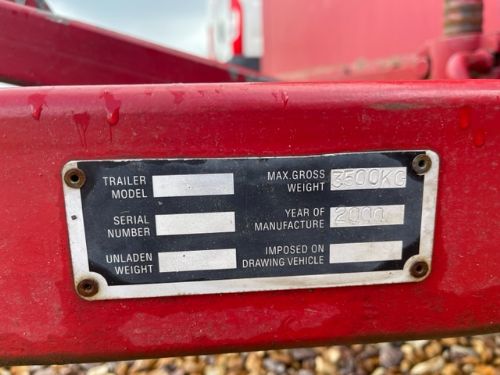 TRAILER MODEL
MAX. GROSS WEIGHT 3500KG
SERIAL NUMBER
YEAR OF MANUFACTURE 2000
UNLADEN WEIGHT
IMPOSED ON DRAWING VEHICLE